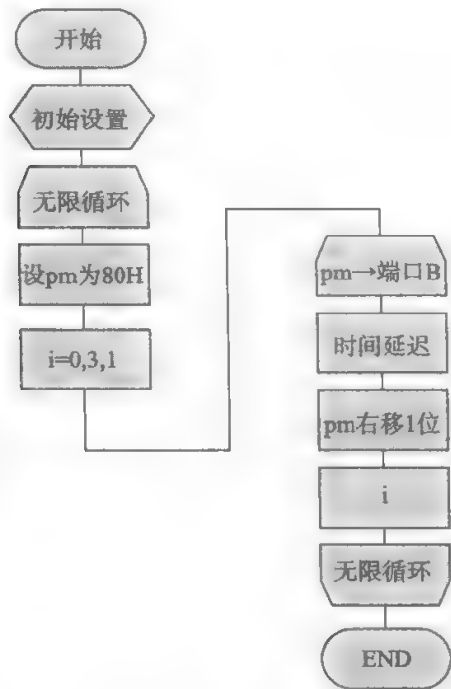 开始
初始设置
无限循环
设pm为80H
i=0,3,1
pm→端口B
时间延迟
pm右移1位
i
无限循环
END